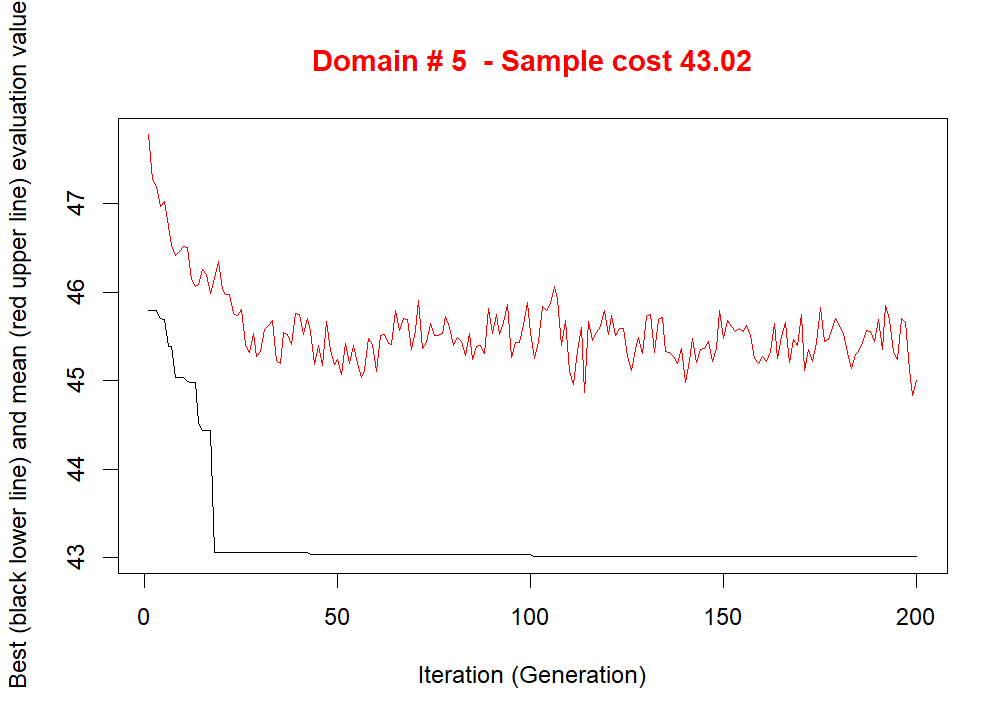 Domain # 5  - Sample cost 43.02
Best (black lower line) and mean (red upper line) evaluation value
47
46
45
44
43
0 50 100 150 200
Iteration (Generation)